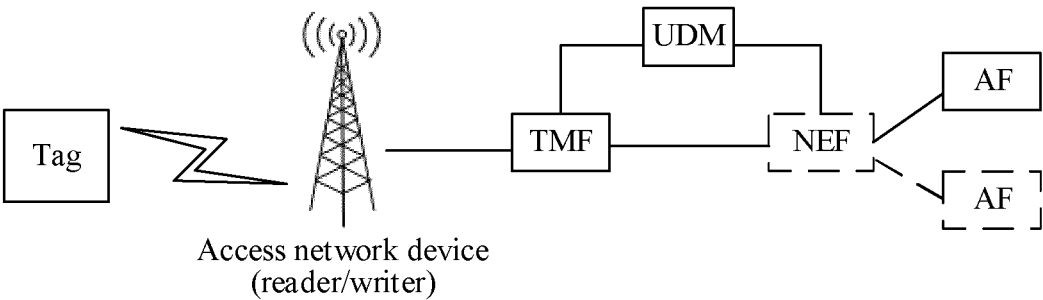 UDM
AF
Tag
TMF
NEF
AF
Access network device
(reader/writer)